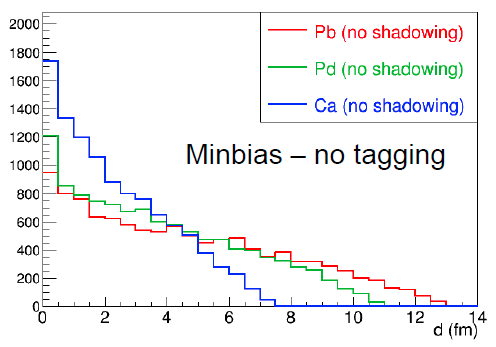 2000
1800
1600
1400
1200
1000
800
600
400
200
0
Pb (no shadowing)
Pd (no shadowing)
Ca (no shadowing)
Minbias – no tagging
0 2 4 6 8 10 12 14
d (fm)